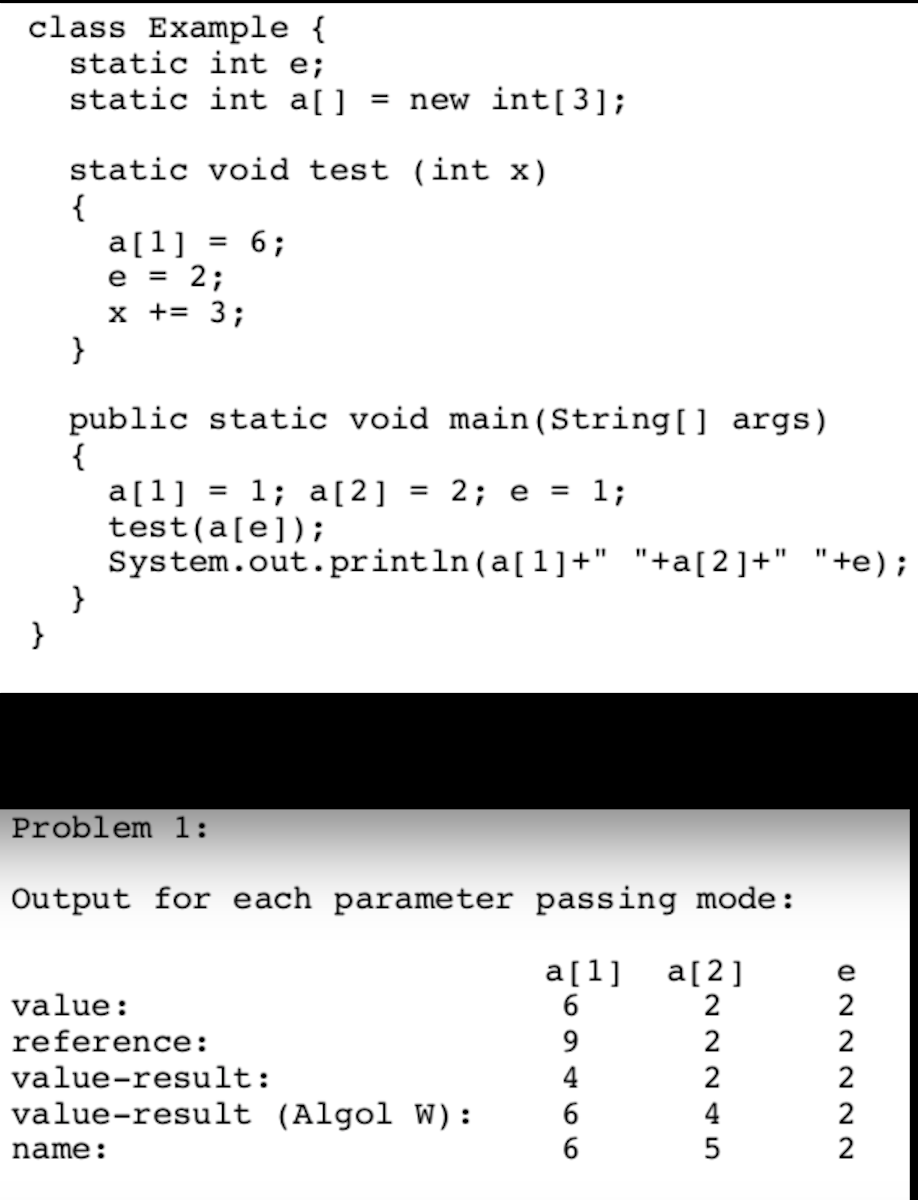 class Example {
static int e;
static int a[] = new int[3];
static void test (int x)
{
a[1] = 6;
e = 2;
x += 3;
}
public static void main(String[] args)
{
a[1] = 1; a[2] = 2; e = 1;
test(a[e]);
System.out.println(a[1]+" "+a[2]+" "+e);
}
}
Problem 1:
Output for each parameter passing mode:
a[1] a[2] e
value: 6 2 2
reference: 9 2 2
value-result: 4 2 2
value-result (Algol W): 6 4 2
name: 6 5 2